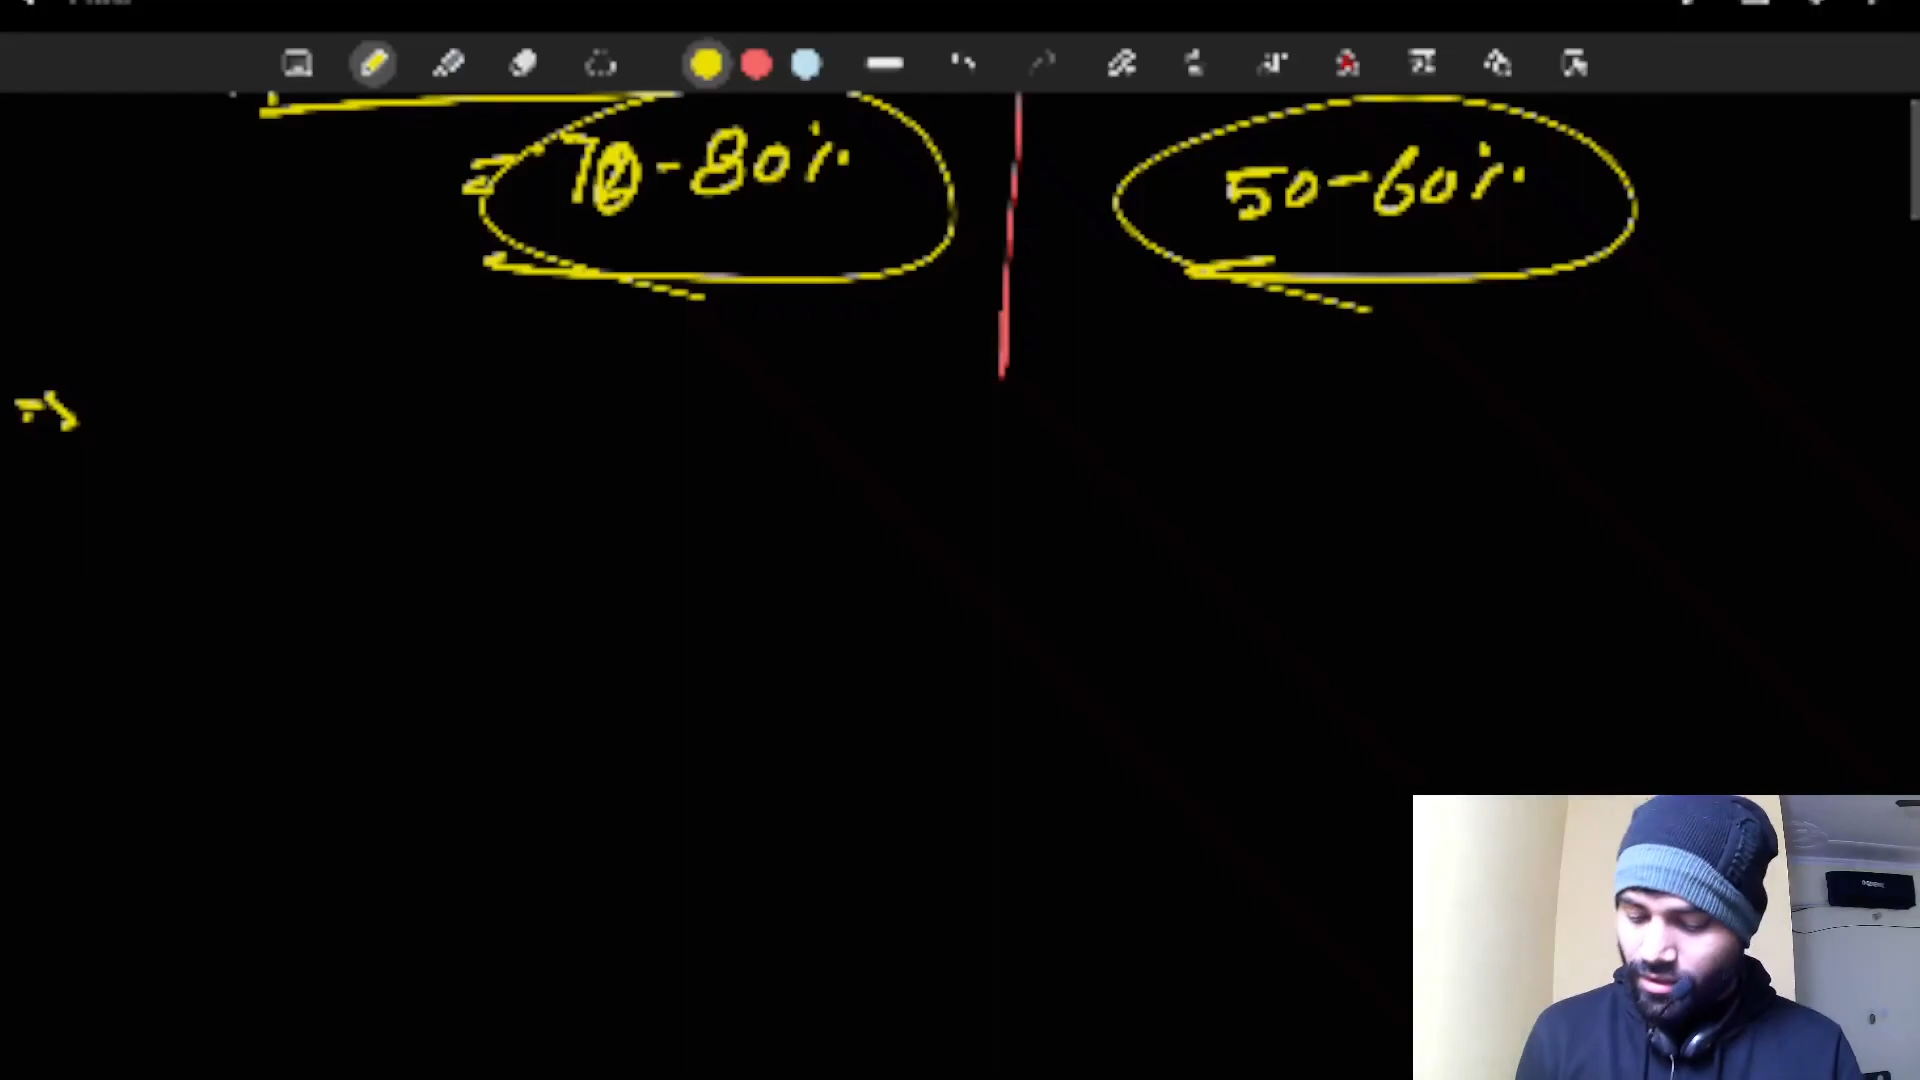 = 70-80%
50-60%
→